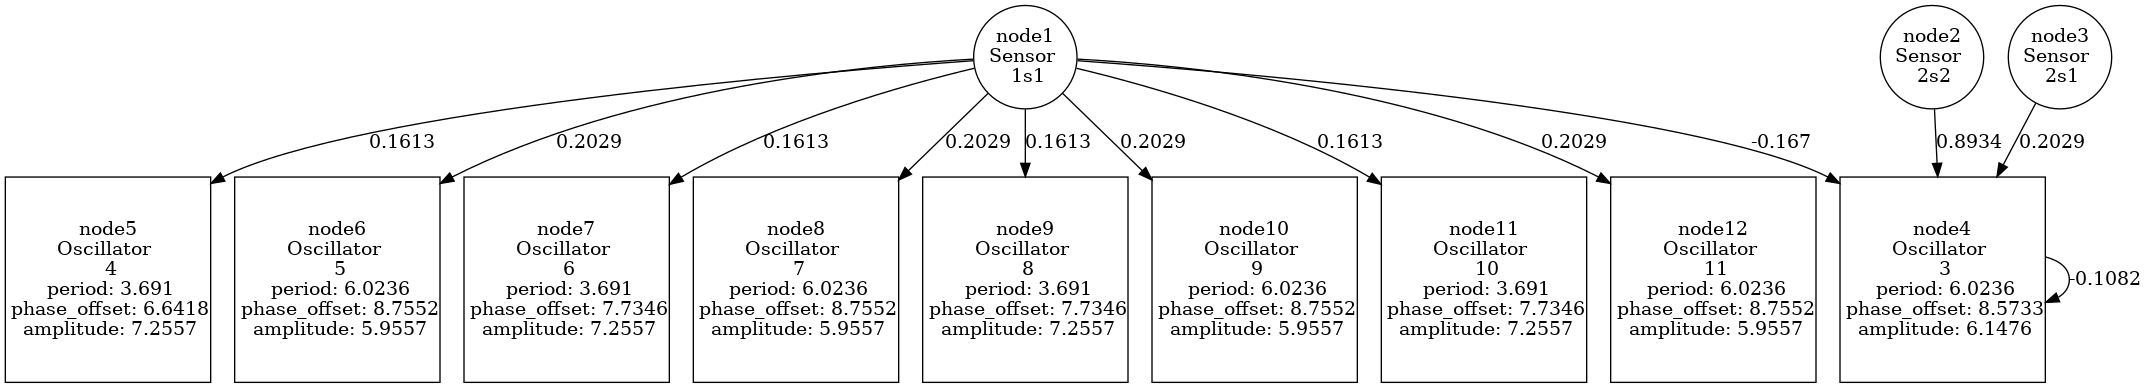 node1
Sensor
1s1
node2
Sensor
2s2
node3
Sensor
2s1
0.1613
0.2029
0.1613
0.2029
0.1613
0.2029
0.1613
0.2029
-0.167
0.8934
0.2029
node5
Oscillator
4
period: 3.691
phase_offset: 6.6418
amplitude: 7.2557
node6
Oscillator
5
period: 6.0236
phase_offset: 8.7552
amplitude: 5.9557
node7
Oscillator
6
period: 3.691
phase_offset: 7.7346
amplitude: 7.2557
node8
Oscillator
7
period: 6.0236
phase_offset: 8.7552
amplitude: 5.9557
node9
Oscillator
8
period: 3.691
phase_offset: 7.7346
amplitude: 7.2557
node10
Oscillator
9
period: 6.0236
phase_offset: 8.7552
amplitude: 5.9557
node11
Oscillator
10
period: 3.691
phase_offset: 7.7346
amplitude: 7.2557
node12
Oscillator
11
period: 6.0236
phase_offset: 8.7552
amplitude: 5.9557
node4
Oscillator
3
period: 6.0236
phase_offset: 8.5733
amplitude: 6.1476
-0.1082